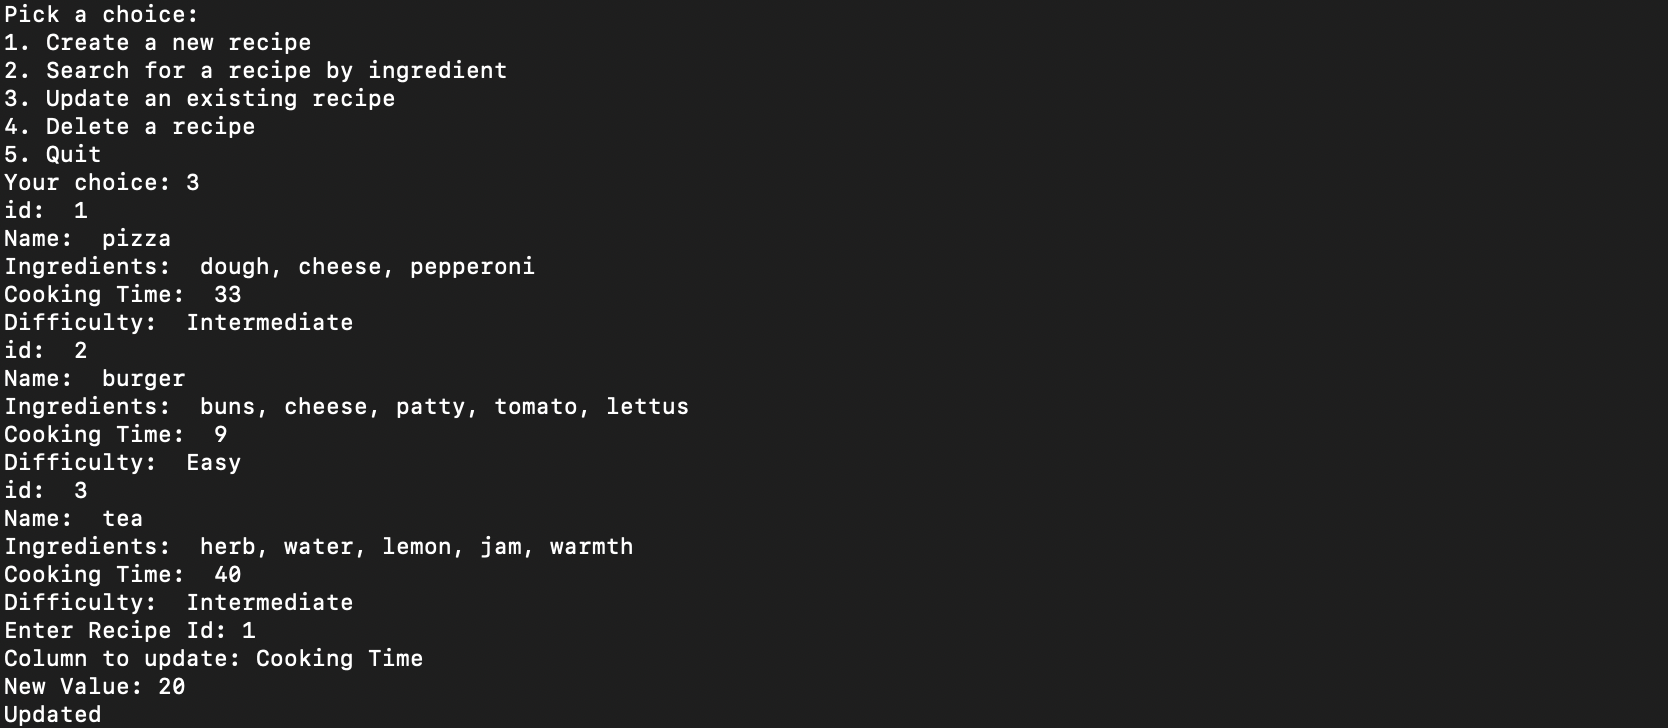 Pick a choice:
1. Create a new recipe
2. Search for a recipe by ingredient
3. Update an existing recipe
4. Delete a recipe
5. Quit
Your choice: 3
id:  1
Name:  pizza
Ingredients:  dough, cheese, pepperoni
Cooking Time:  33
Difficulty:  Intermediate
id:  2
Name:  burger
Ingredients:  buns, cheese, patty, tomato, lettus
Cooking Time:  9
Difficulty:  Easy
id:  3
Name:  tea
Ingredients:  herb, water, lemon, jam, warmth
Cooking Time:  40
Difficulty:  Intermediate
Enter Recipe Id: 1
Column to update: Cooking Time
New Value: 20
Updated